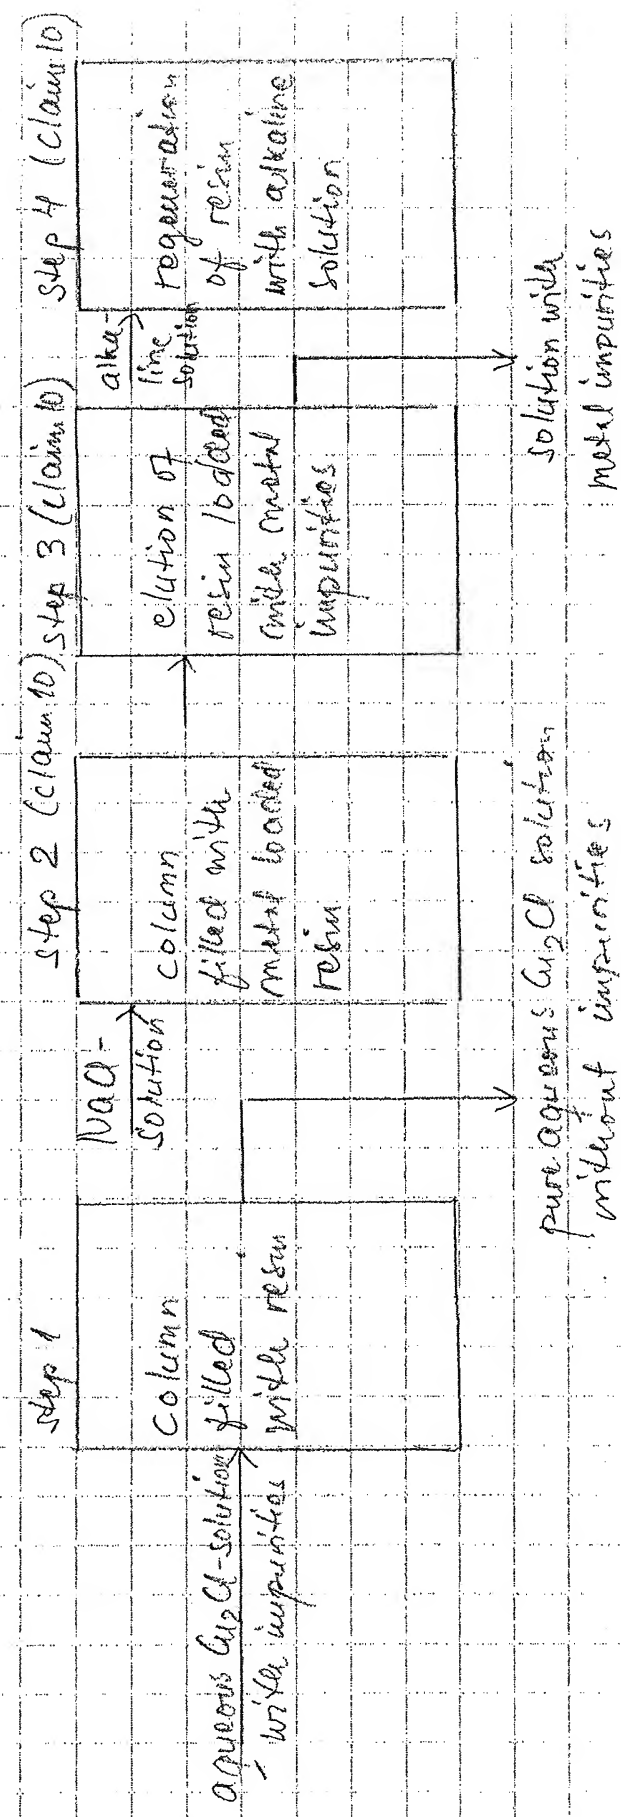 Step 1
aqueous Cu2Cl-solution
with impurities
Column
filled
with resin
pure aqueous Cu2Cl solution
without impurities
Step 2 (claim 10)
NaCl-
solution
column
filled with
metal loaded
resin
Step 3 (claim 10)
elution of
resin loaded
with metal
impurities
solution with
metal impurities
Step 4 (claim 10)
alka-
line
solution
regeneration
of resin
with alkaline
solution